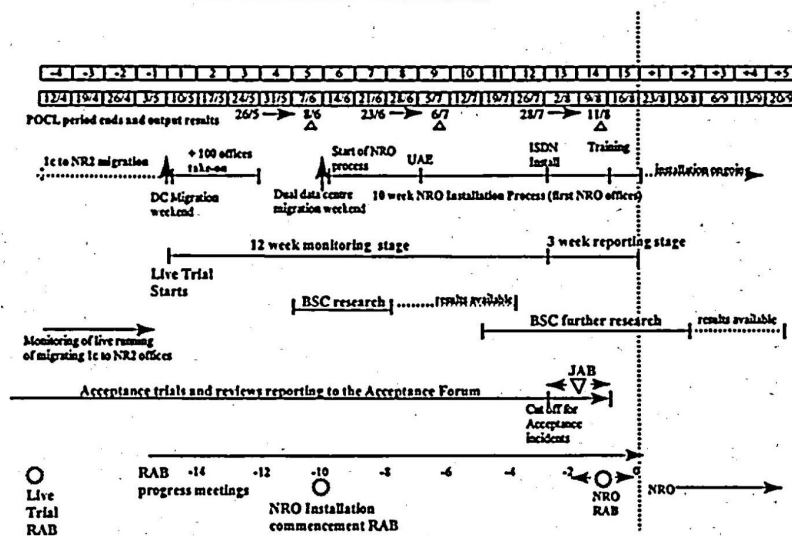 -4 -3 -2 -1 1 2 3 4 5 6 7 8 9 10 11 12 13 14 15 +1 +2 +3 +4 +5
12/4 19/4 26/4 3/5 10/5 17/5 24/5 31/5 7/6 14/6 21/6 28/6 5/7 12/7 19/7 26/7 2/8 9/8 16/8 23/8 30/8 6/9 13/9 20/9
POCL period ends and output results
26/5 8/6 23/6 6/7 28/7 11/8
1c to NR2 migration
+ 100 offices
take-on
Start of NRO
process
UAE
ISDN
Install
Training
installation ongoing
DC Migration
weekend
Dual data centre
migration weekend
10 week NRO Installation Process (first NRO offices)
12 week monitoring stage
3 week reporting stage
Live Trial
Starts
BSC research
results available
BSC further research
results available
Monitoring of live running
of migrating 1c to NR2 offices
JAB
Acceptance trials and reviews reporting to the Acceptance Forum
Cut off for
Acceptance
incidents
RAB
progress meetings
-14 -12 -10 -8 -6 -4 -2 0
Live
Trial
RAB
NRO Installation
commencement RAB
NRO
RAB
NRO